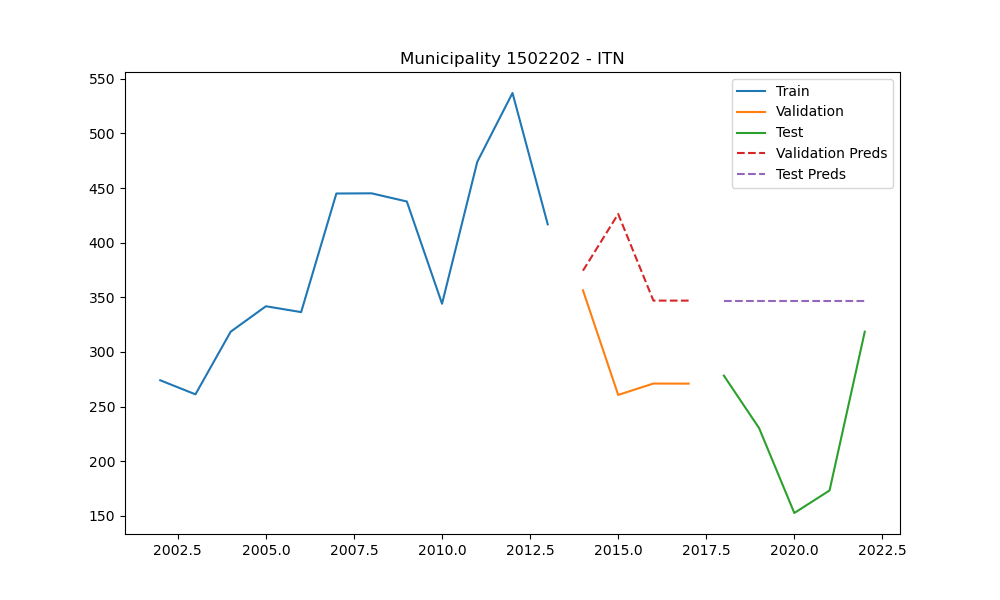 Municipality 1502202 - ITN
550
500
450
400
350
300
250
200
150
Train
Validation
Test
Validation Preds
Test Preds
2002.5 2005.0 2007.5 2010.0 2012.5 2015.0 2017.5 2020.0 2022.5